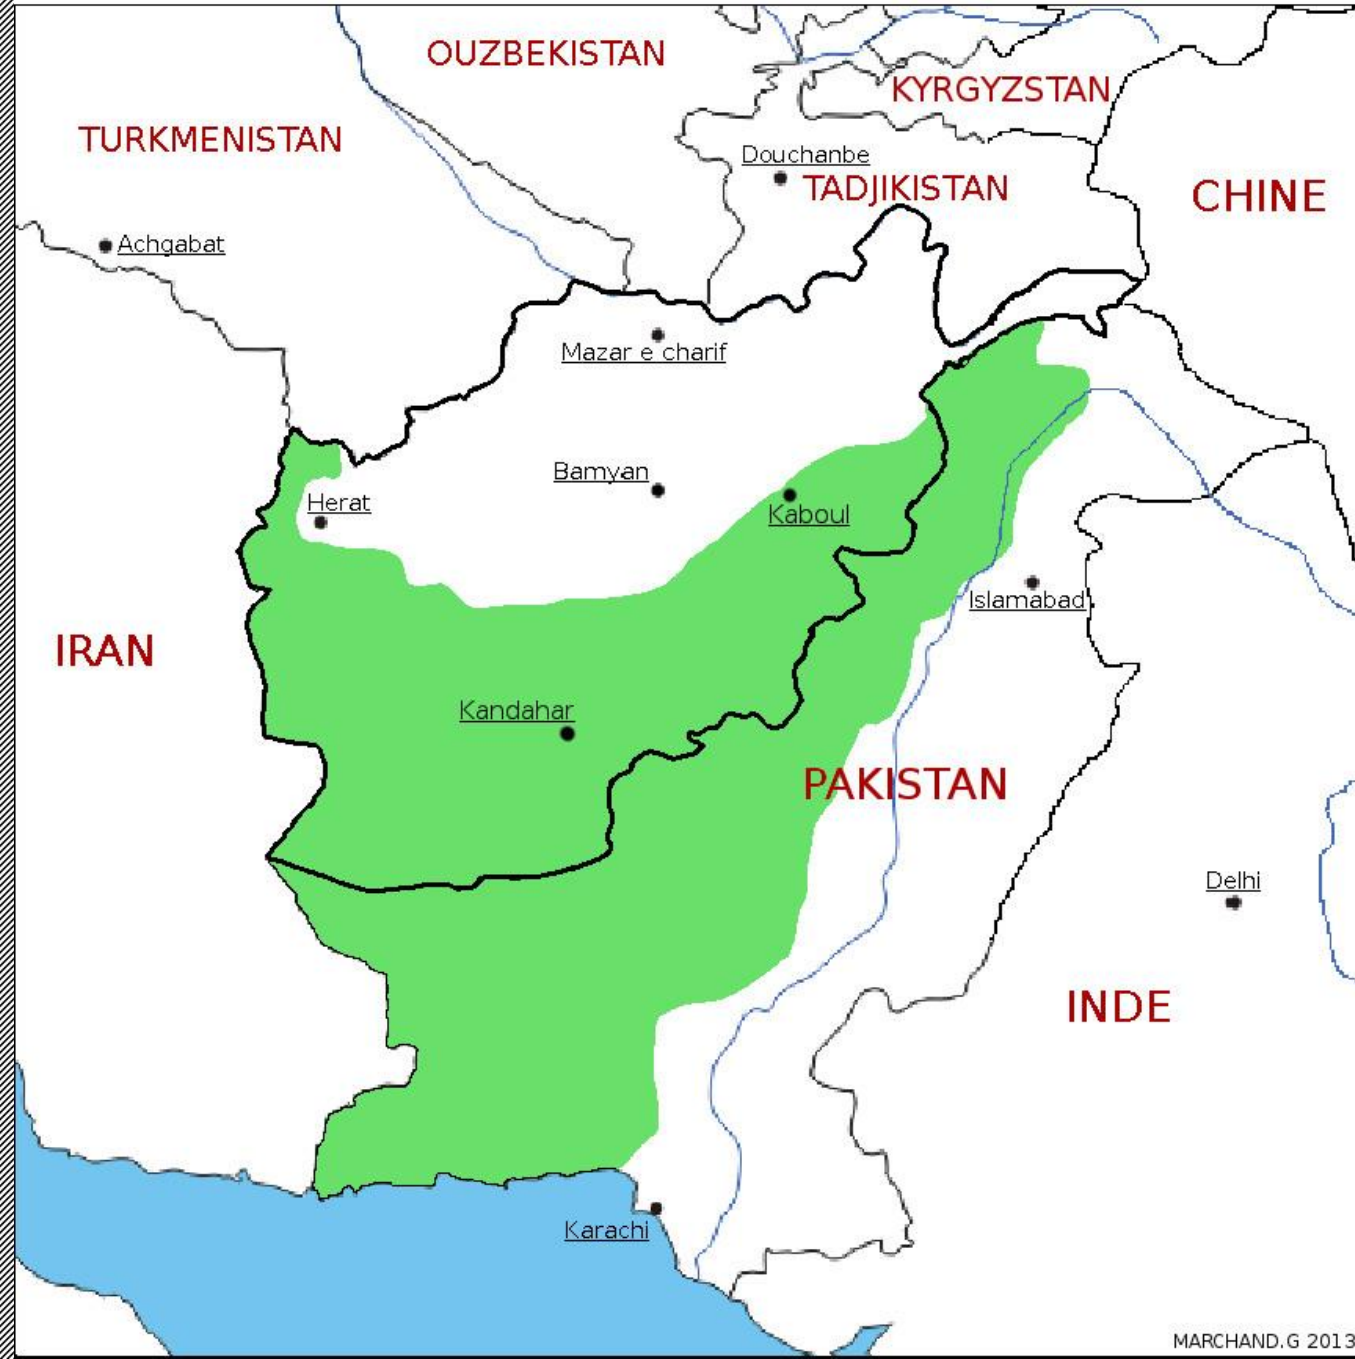 OUZBEKISTAN
KYRGYZSTAN
TURKMENISTAN
Douchanbe
TADJIKISTAN
CHINE
Achgabat
Mazar e charif
Bamyan
Herat
Kaboul
Islamabad
IRAN
Kandahar
PAKISTAN
Delhi
INDE
Karachi
MARCHAND.G 2013